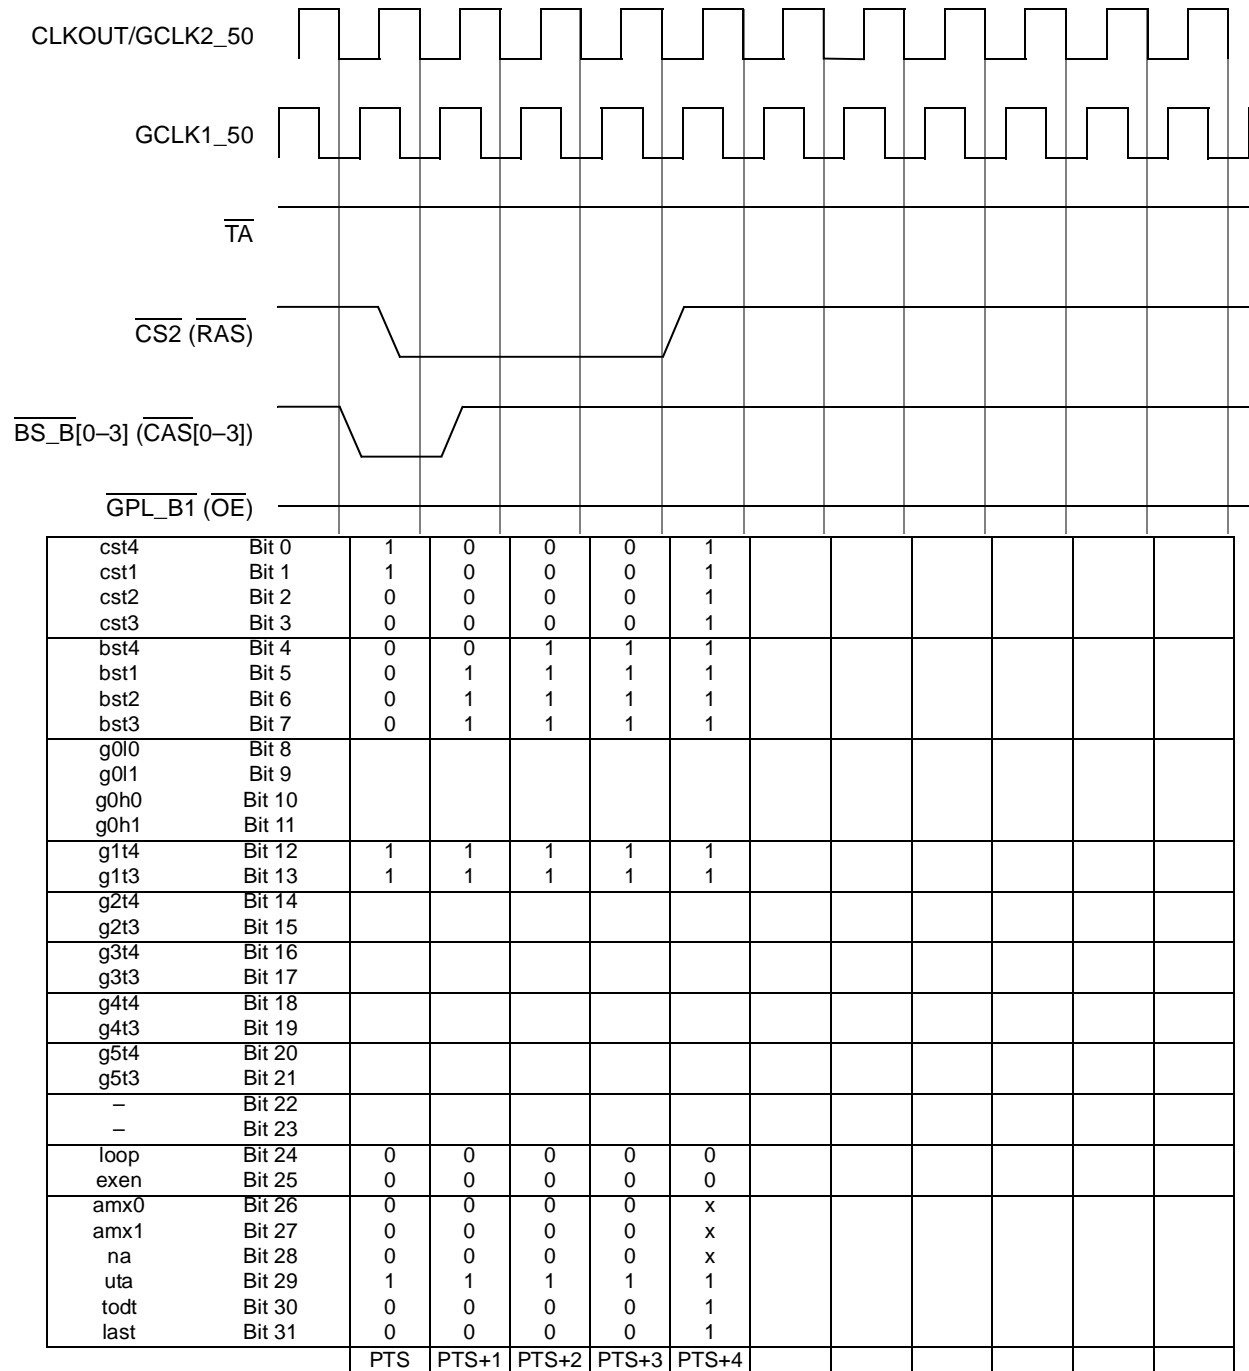 CLKOUT/GCLK2_50
GCLK1_50
TA
CS2 (RAS)
BS_B[0–3] (CAS[0–3])
GPL_B1 (OE)
cst4 Bit 0 1 0 0 0 1
cst1 Bit 1 1 0 0 0 1
cst2 Bit 2 0 0 0 0 1
cst3 Bit 3 0 0 0 0 1
bst4 Bit 4 0 0 1 1 1
bst1 Bit 5 0 1 1 1 1
bst2 Bit 6 0 1 1 1 1
bst3 Bit 7 0 1 1 1 1
g0l0 Bit 8
g0l1 Bit 9
g0h0 Bit 10
g0h1 Bit 11
g1t4 Bit 12 1 1 1 1 1
g1t3 Bit 13 1 1 1 1 1
g2t4 Bit 14
g2t3 Bit 15
g3t4 Bit 16
g3t3 Bit 17
g4t4 Bit 18
g4t3 Bit 19
g5t4 Bit 20
g5t3 Bit 21
– Bit 22
– Bit 23
loop Bit 24 0 0 0 0 0
exen Bit 25 0 0 0 0 0
amx0 Bit 26 0 0 0 0 x
amx1 Bit 27 0 0 0 0 x
na Bit 28 0 0 0 0 x
uta Bit 29 1 1 1 1 1
todt Bit 30 0 0 0 0 1
last Bit 31 0 0 0 0 1
PTS PTS+1 PTS+2 PTS+3 PTS+4